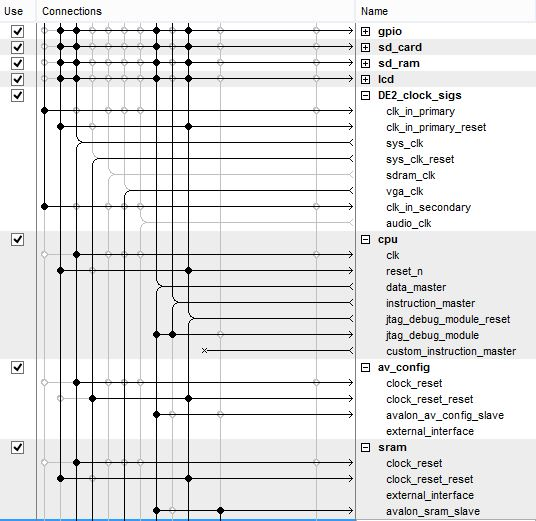 Use Connections Name
gpio
sd_card
sd_ram
lcd
DE2_clock_sigs
clk_in_primary
clk_in_primary_reset
sys_clk
sys_clk_reset
sdram_clk
vga_clk
clk_in_secondary
audio_clk
cpu
clk
reset_n
data_master
instruction_master
jtag_debug_module_reset
jtag_debug_module
custom_instruction_master
av_config
clock_reset
clock_reset_reset
avalon_av_config_slave
external_interface
sram
clock_reset
clock_reset_reset
external_interface
avalon_sram_slave